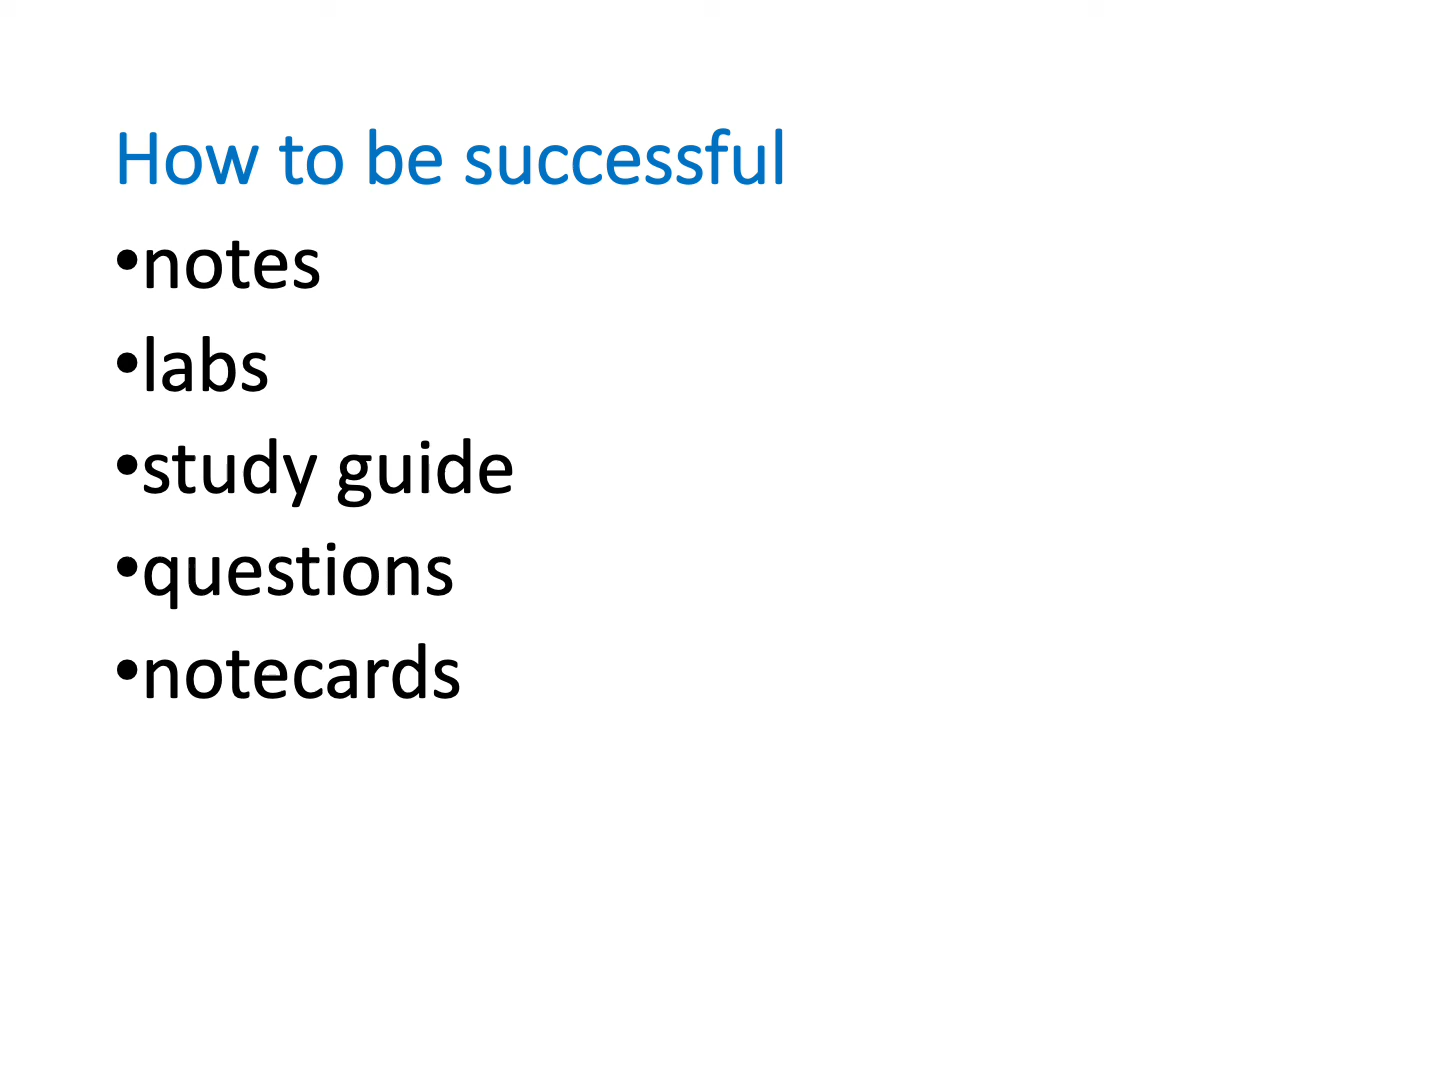 How to be successful
•notes
•labs
•study guide
•questions
•notecards